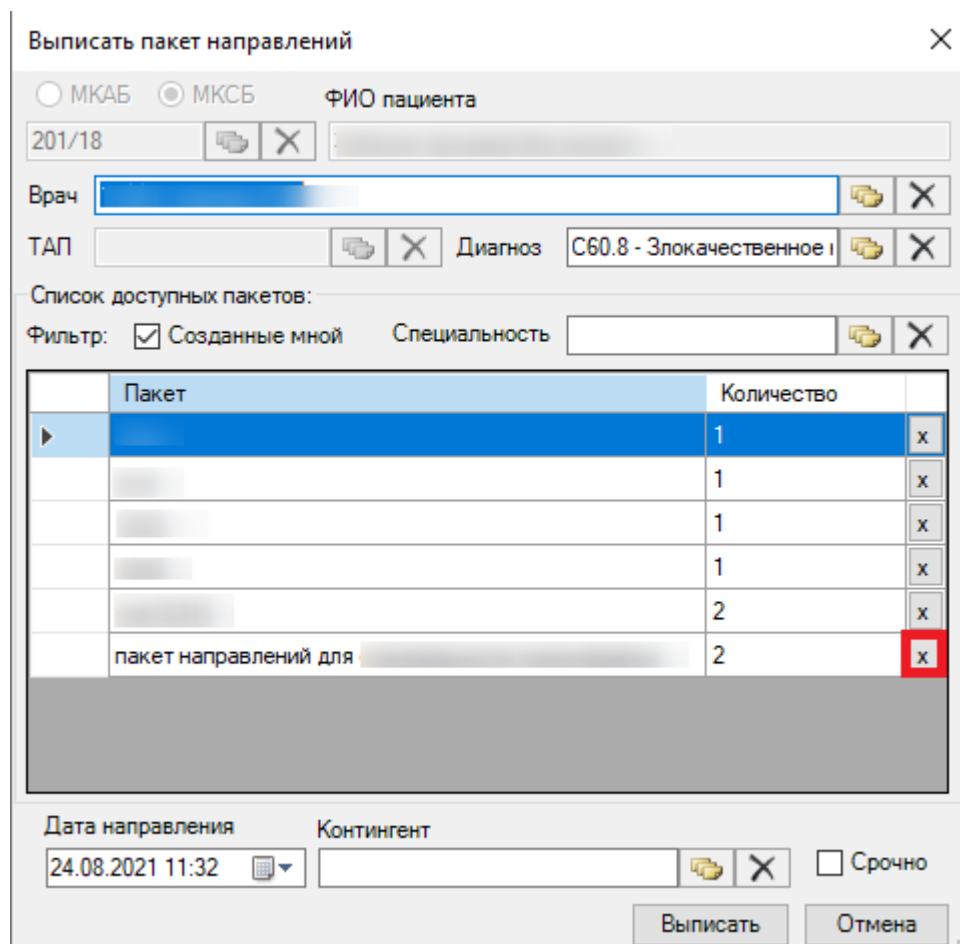 Выписать пакет направлений
МКАБ МКСБ ФИО пациента
201/18
Врач
ТАП Диагноз C60.8 - Злокачественное
Список доступных пакетов:
Фильтр: Созданные мной Специальность
Пакет Количество
1 x
1 x
1 x
1 x
2 x
пакет направлений для 2 x
Дата направления Контингент
24.08.2021 11:32 Срочно
Выписать Отмена